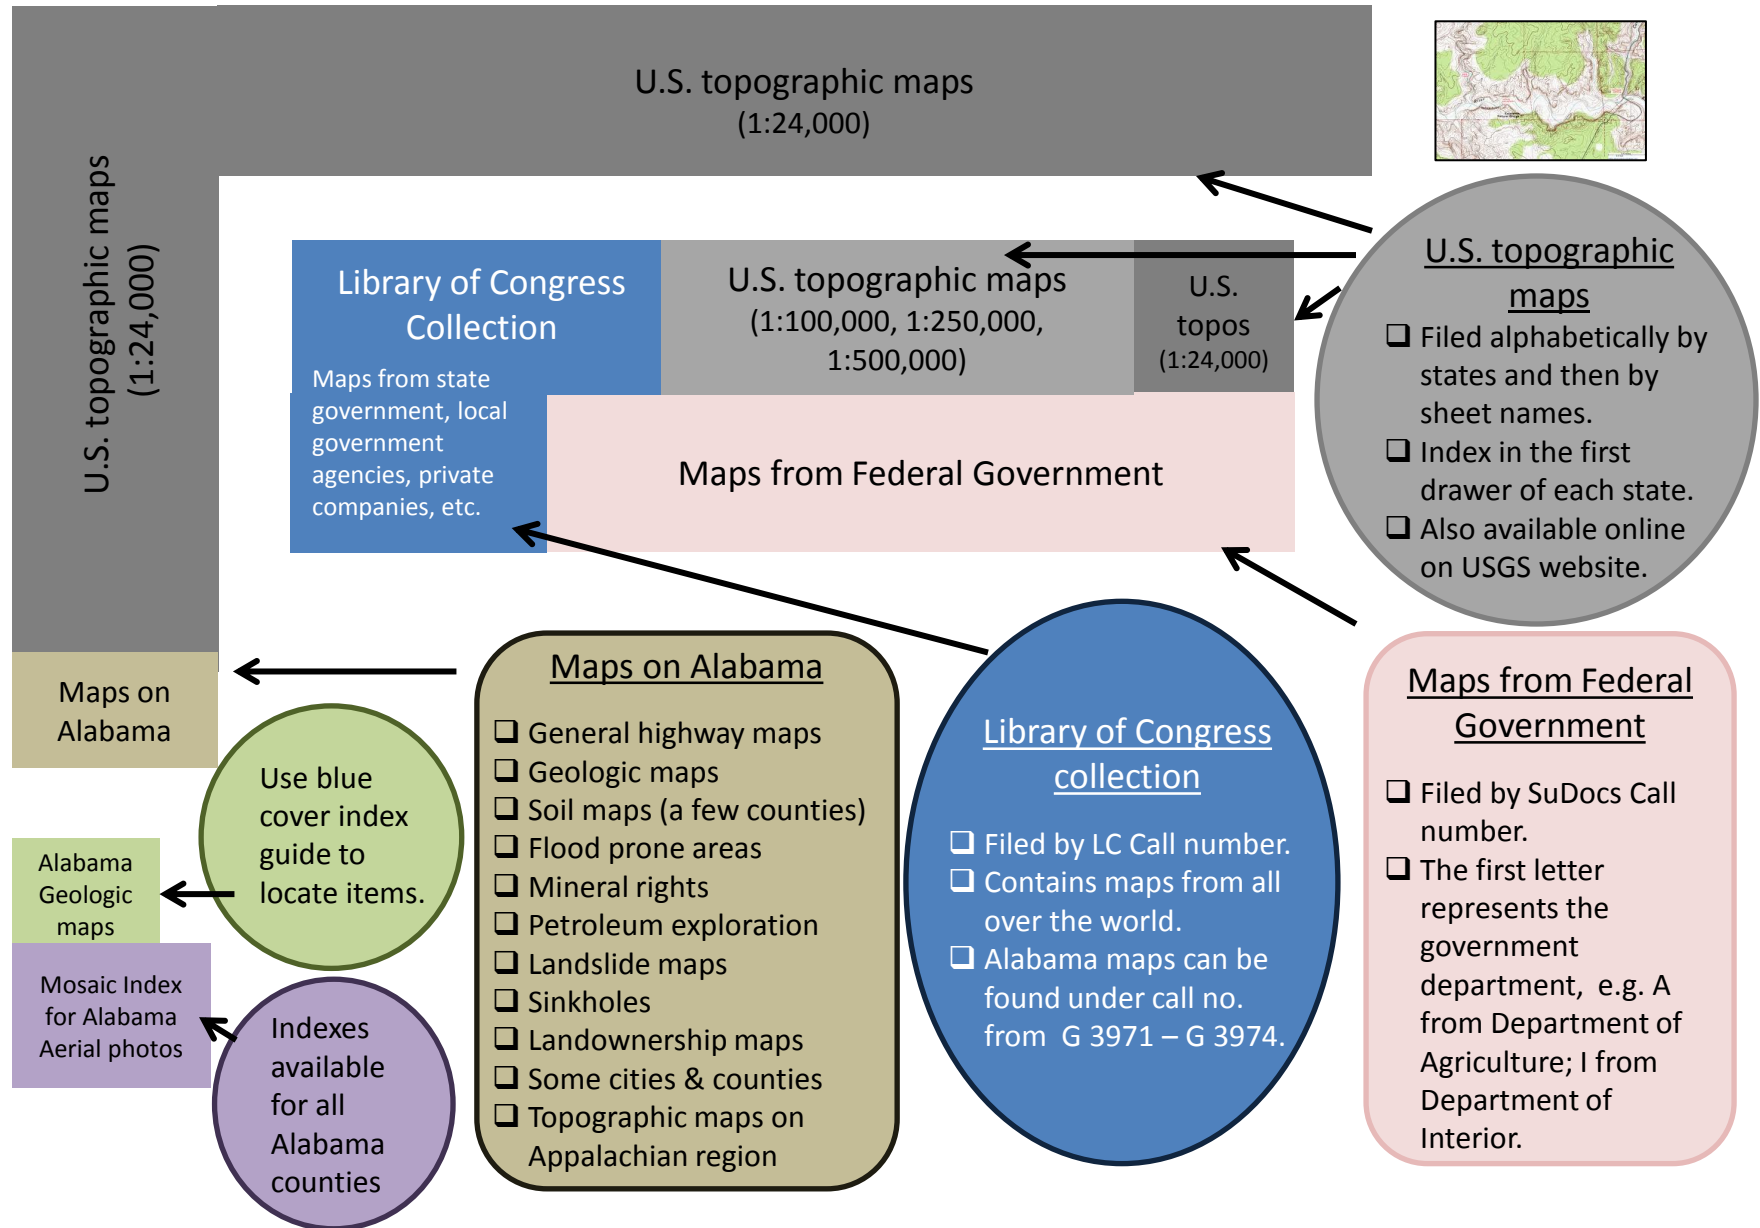 U.S. topographic maps
(1:24,000)
U.S. topographic maps
(1:24,000)
Library of Congress
Collection
Maps from state
government, local
government
agencies, private
companies, etc.
U.S. topographic maps
(1:100,000, 1:250,000,
1:500,000)
U.S.
topos
(1:24,000)
Maps from Federal Government
U.S. topographic
maps
❑ Filed alphabetically by
states and then by
sheet names.
❑ Index in the first
drawer of each state.
❑ Also available online
on USGS website.
Maps on
Alabama
Use blue
cover index
guide to
locate items.
Alabama
Geologic
maps
Mosaic Index
for Alabama
Aerial photos
Indexes
available
for all
Alabama
counties
Maps on Alabama
❑ General highway maps
❑ Geologic maps
❑ Soil maps (a few counties)
❑ Flood prone areas
❑ Mineral rights
❑ Petroleum exploration
❑ Landslide maps
❑ Sinkholes
❑ Landownership maps
❑ Some cities & counties
❑ Topographic maps on
Appalachian region
Library of Congress
collection
❑ Filed by LC Call number.
❑ Contains maps from all
over the world.
❑ Alabama maps can be
found under call no.
from G 3971 – G 3974.
Maps from Federal
Government
❑ Filed by SuDocs Call
number.
❑ The first letter
represents the
government
department, e.g. A
from Department of
Agriculture; I from
Department of
Interior.